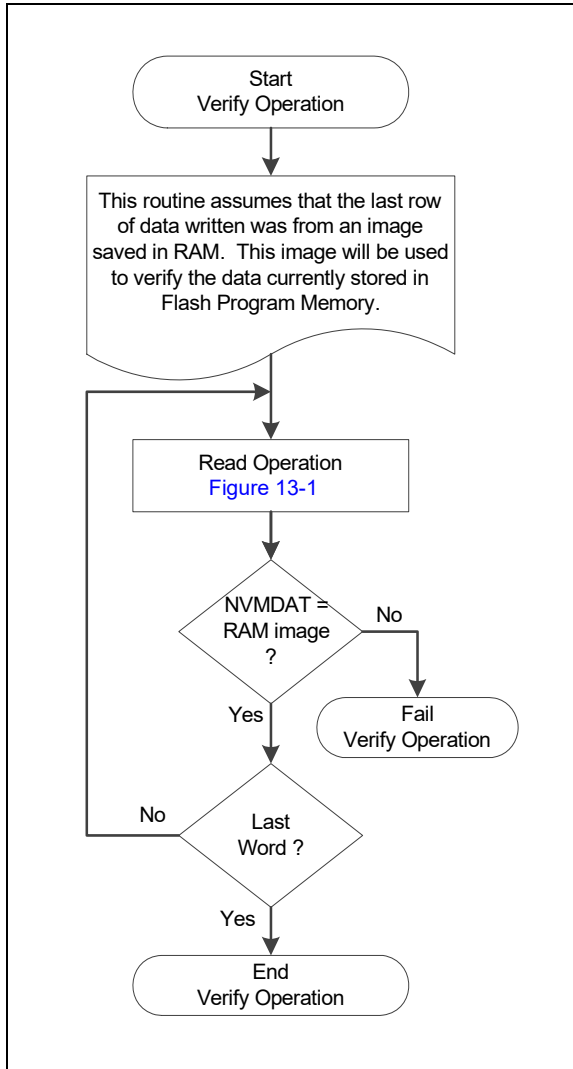 Start
Verify Operation
This routine assumes that the last row
of data written was from an image
saved in RAM. This image will be used
to verify the data currently stored in
Flash Program Memory.
Read Operation
Figure 13-1
NVMDAT =
RAM image
?
No
Yes
Fail
Verify Operation
No
Last
Word ?
Yes
End
Verify Operation